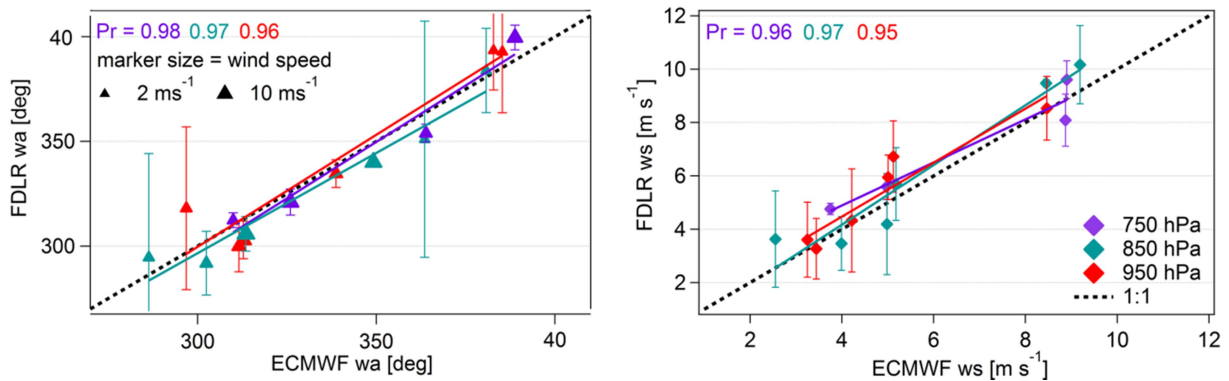 Pr = 0.98 0.97 0.96
marker size = wind speed
2 ms-1 10 ms-1
FDLR wa [deg]
40
350
300
300 350 40
ECMWF wa [deg]
Pr = 0.96 0.97 0.95
FDLR ws [m s-1]
12
10
8
6
4
2
750 hPa
850 hPa
950 hPa
1:1
2 4 6 8 10 12
ECMWF ws [m s-1]